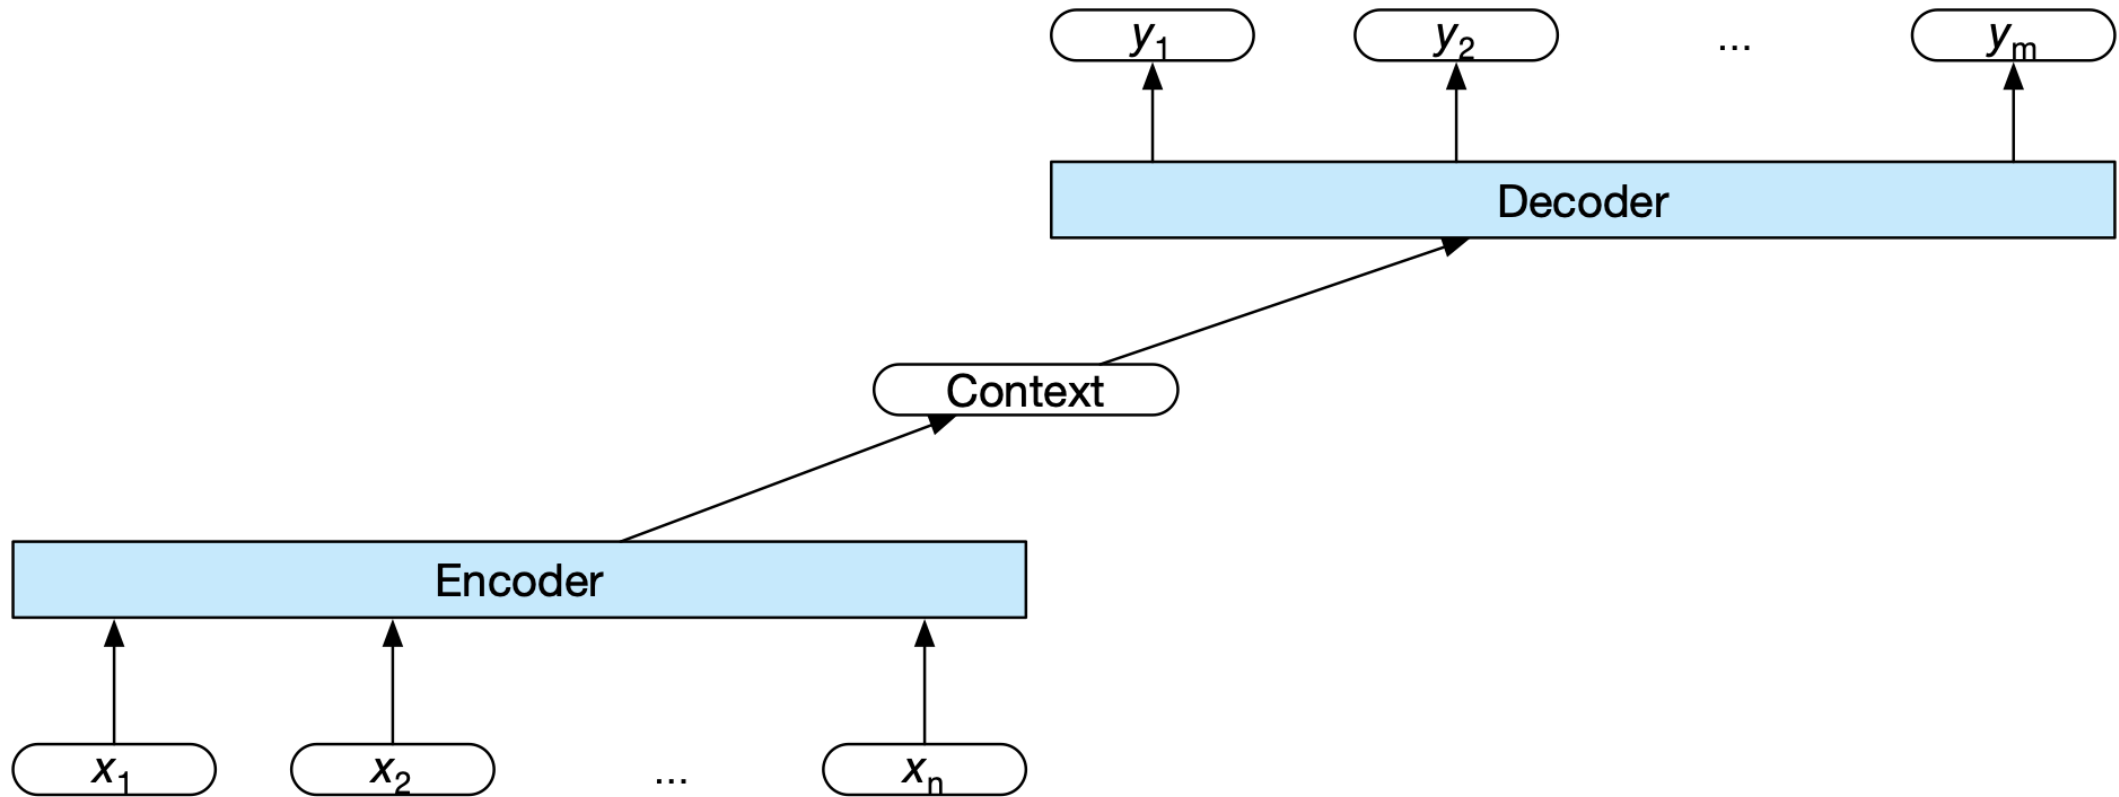 y1 y2 ... ym
Decoder
Context
Encoder
x1 x2 ... xn